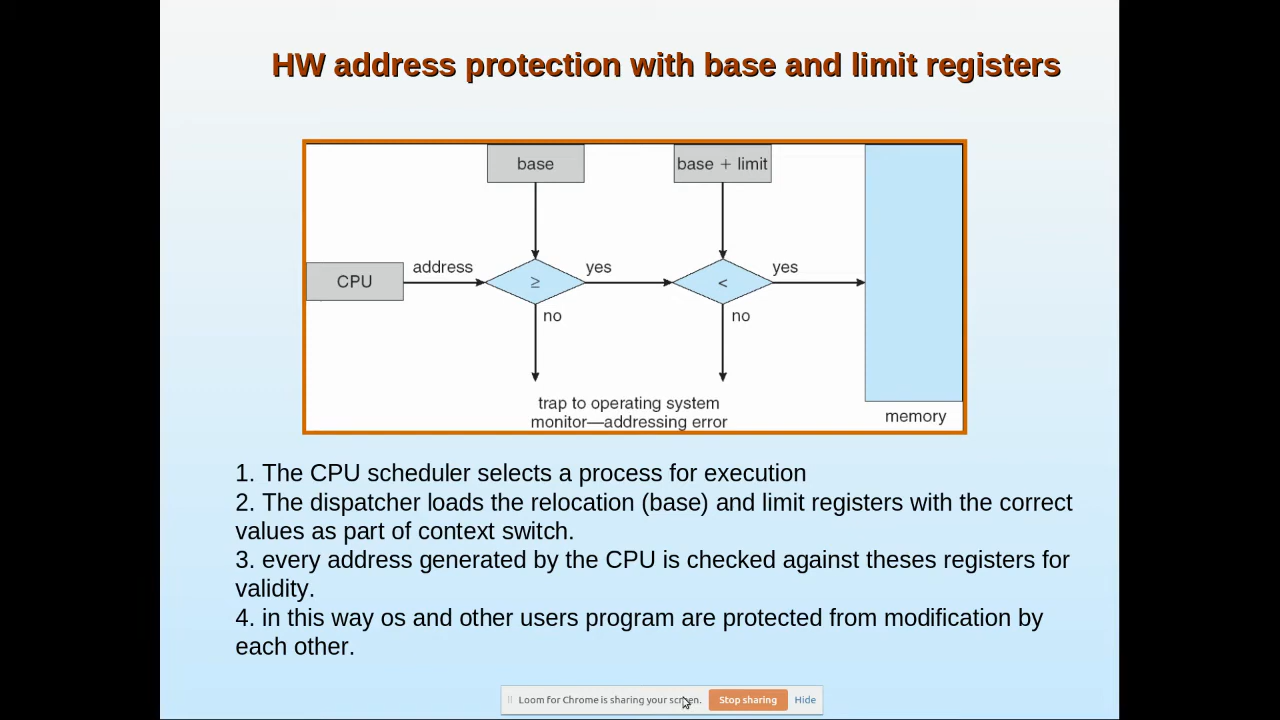 HW address protection with base and limit registers
base
base + limit
CPU
address
≥
yes
<
yes
no
no
trap to operating system
monitor—addressing error
memory
1. The CPU scheduler selects a process for execution
2. The dispatcher loads the relocation (base) and limit registers with the correct
values as part of context switch.
3. every address generated by the CPU is checked against theses registers for
validity.
4. in this way os and other users program are protected from modification by
each other.
Loom for Chrome is sharing your screen.
Stop sharing
Hide